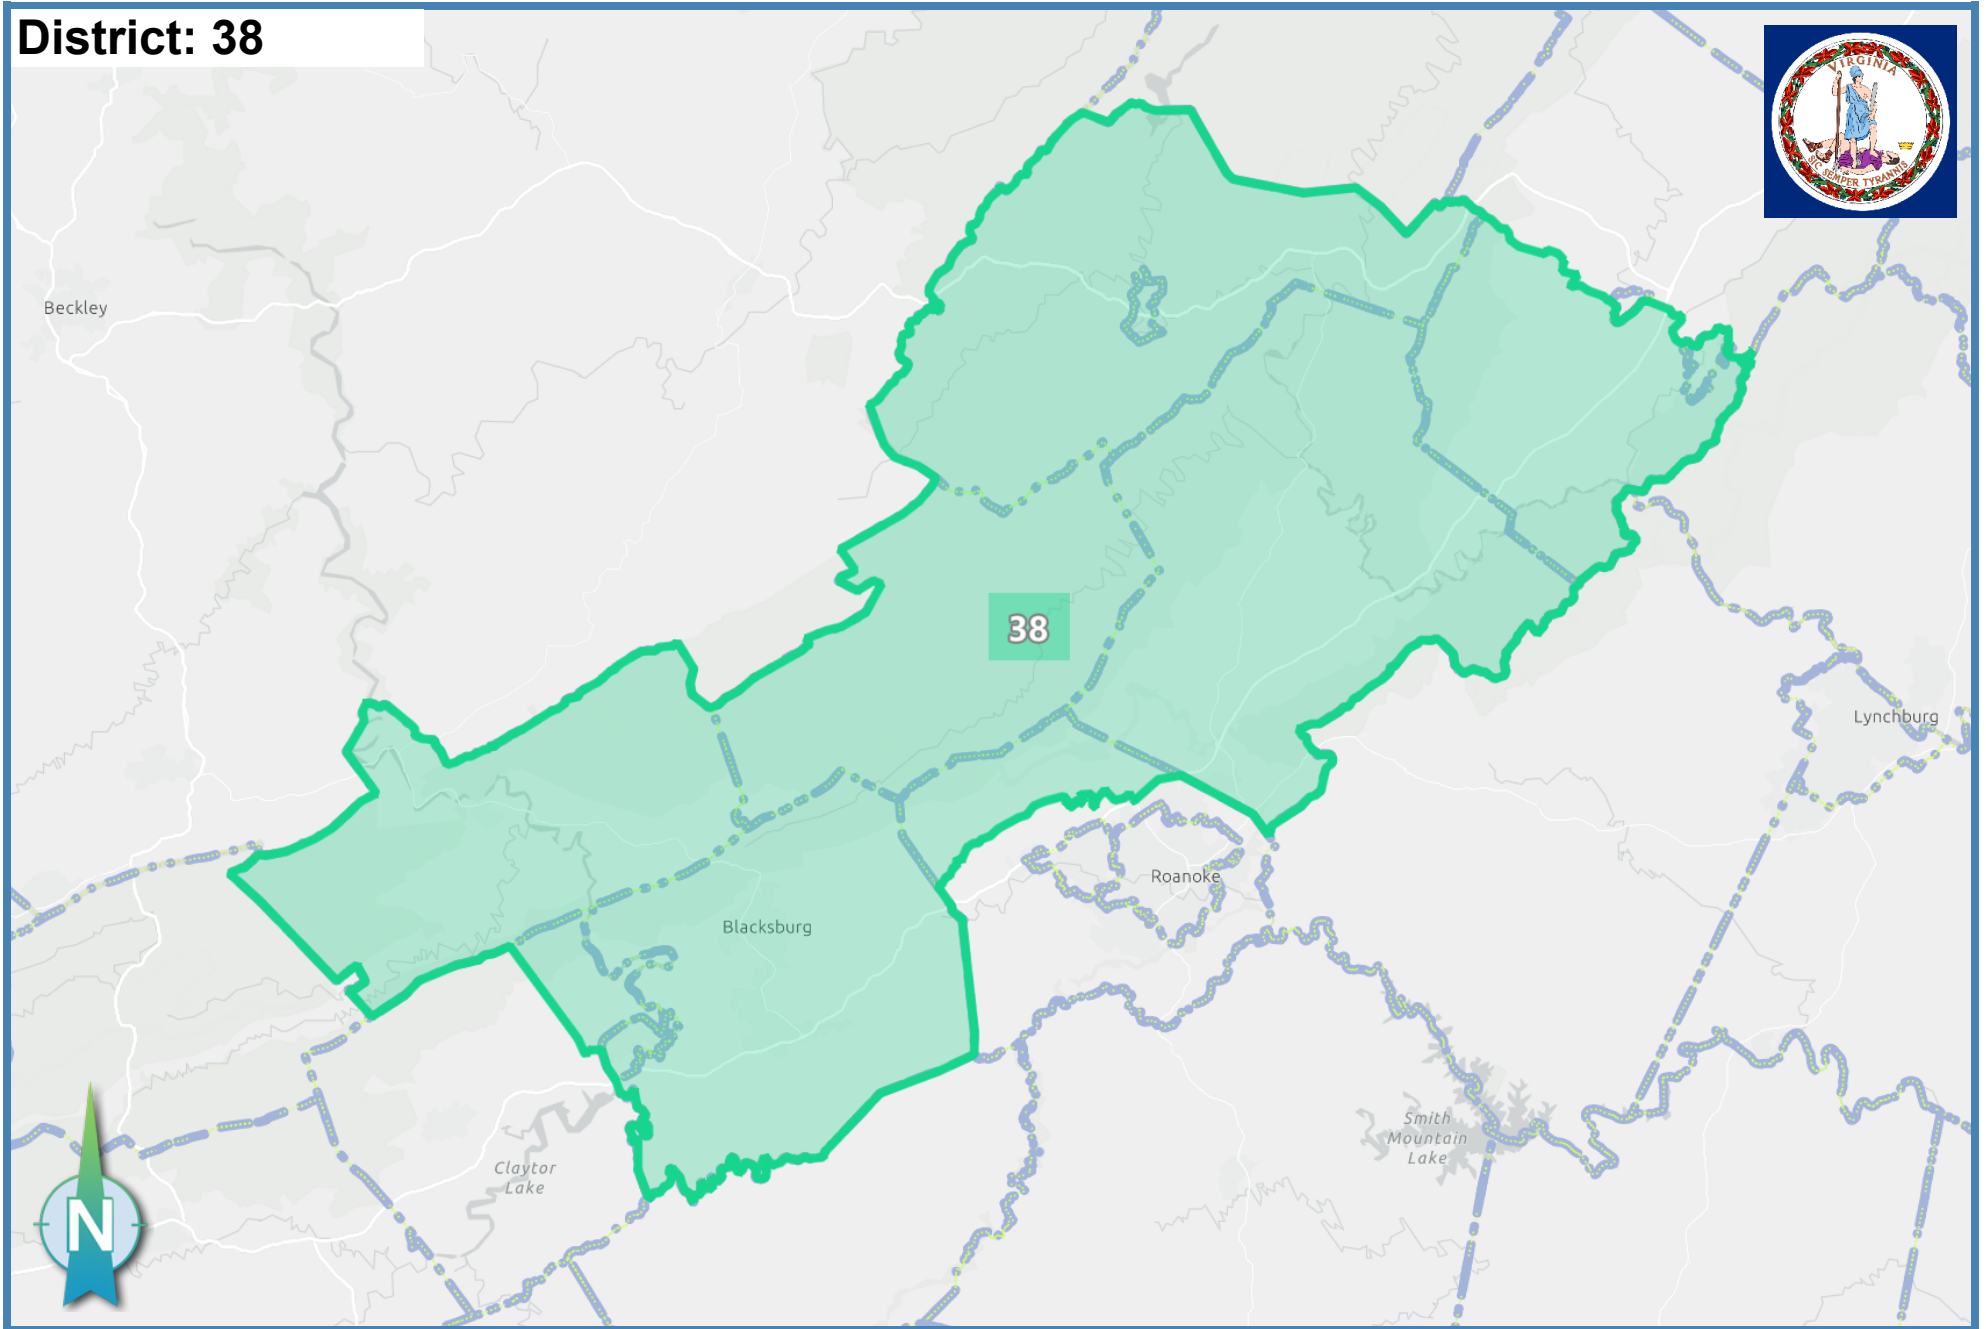 District: 38
VIRGINIA
SIC SEMPER TYRANNIS
Beckley
38
Lynchburg
Roanoke
Blacksburg
Smith
Mountain
Lake
Claytor
Lake
N